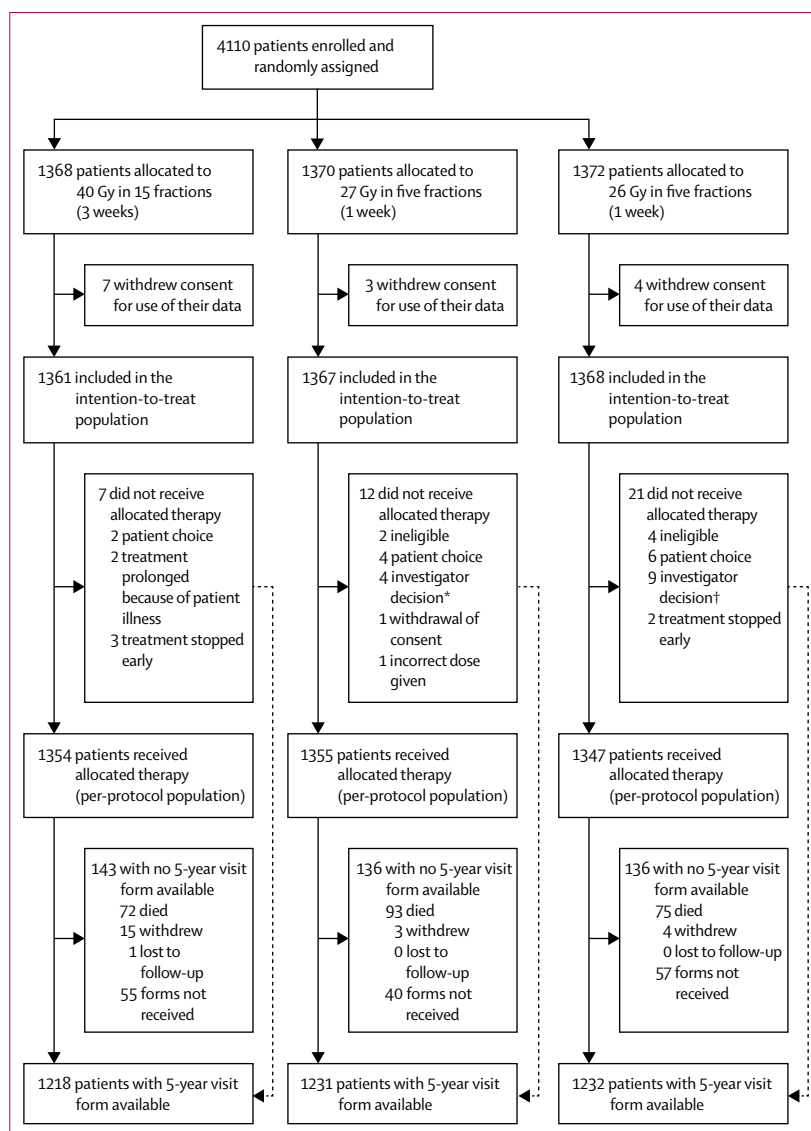 4110 patients enrolled and
randomly assigned
1368 patients allocated to
40 Gy in 15 fractions
(3 weeks)
1370 patients allocated to
27 Gy in five fractions
(1 week)
1372 patients allocated to
26 Gy in five fractions
(1 week)
7 withdrew consent
for use of their data
3 withdrew consent
for use of their data
4 withdrew consent
for use of their data
1361 included in the
intention-to-treat
population
1367 included in the
intention-to-treat
population
1368 included in the
intention-to-treat
population
7 did not receive
allocated therapy
2 patient choice
2 treatment
prolonged
because of patient
illness
3 treatment stopped
early
12 did not receive
allocated therapy
2 ineligible
4 patient choice
4 investigator
decision*
1 withdrawal of
consent
1 incorrect dose
given
21 did not receive
allocated therapy
4 ineligible
6 patient choice
9 investigator
decision†
2 treatment stopped
early
1354 patients received
allocated therapy
(per-protocol population)
1355 patients received
allocated therapy
(per-protocol population)
1347 patients received
allocated therapy
(per-protocol population)
143 with no 5-year visit
form available
72 died
15 withdrew
1 lost to
follow-up
55 forms not
received
136 with no 5-year visit
form available
93 died
3 withdrew
0 lost to
follow-up
40 forms not
received
136 with no 5-year visit
form available
75 died
4 withdrew
0 lost to follow-up
57 forms not
received
1218 patients with 5-year visit
form available
1231 patients with 5-year visit
form available
1232 patients with 5-year visit
form available